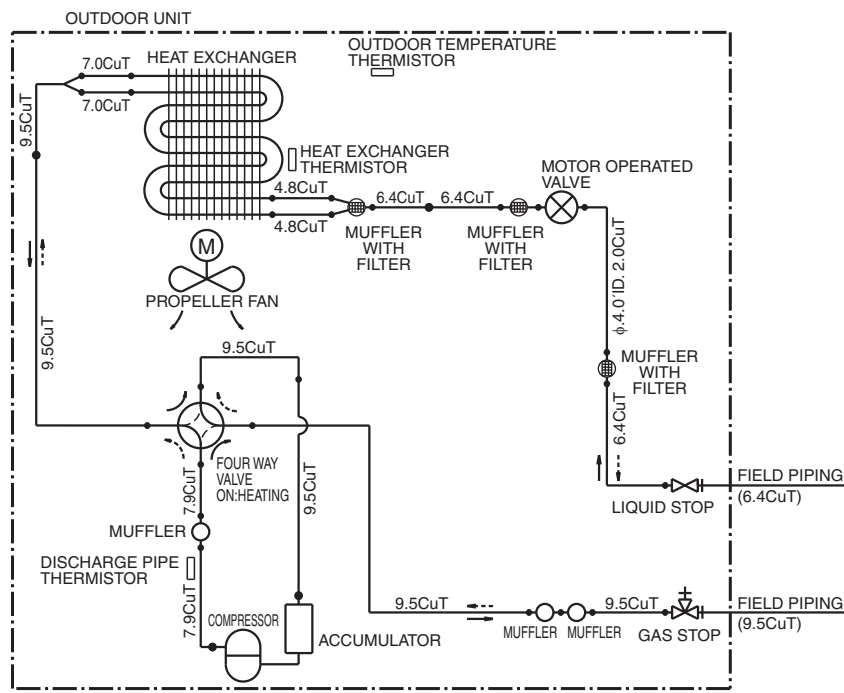 OUTDOOR UNIT
7.0CuT
HEAT EXCHANGER
OUTDOOR TEMPERATURE
THERMISTOR
7.0CuT
9.5CuT
HEAT EXCHANGER
THERMISTOR
MOTOR OPERATED
VALVE
4.8CuT
6.4CuT
6.4CuT
4.8CuT
MUFFLER
WITH
FILTER
MUFFLER
WITH
FILTER
M
PROPELLER FAN
ϕ.4.0'ID. 2.0CuT
9.5CuT
9.5CuT
MUFFLER
WITH
FILTER
6.4CuT
FOUR WAY
VALVE
ON:HEATING
7.9CuT
9.5CuT
FIELD PIPING
(6.4CuT)
LIQUID STOP
MUFFLER
DISCHARGE PIPE
THERMISTOR
7.9CuT
COMPRESSOR
ACCUMULATOR
9.5CuT
9.5CuT
FIELD PIPING
(9.5CuT)
MUFFLER
MUFFLER
GAS STOP